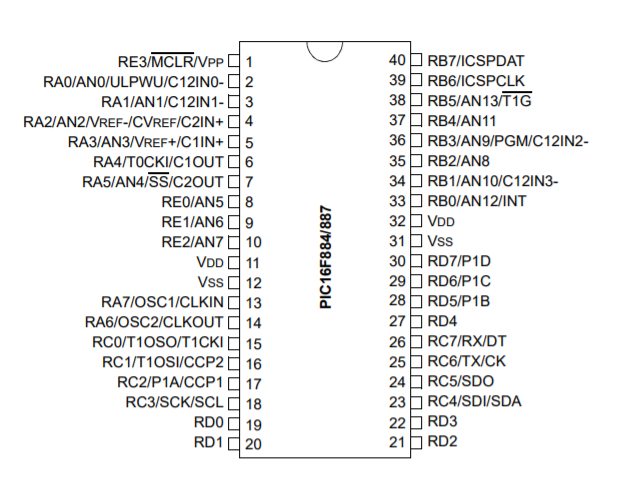 RE3/MCLR/VPP 1
RA0/AN0/ULPWU/C12IN0- 2
RA1/AN1/C12IN1- 3
RA2/AN2/VREF-/CVREF/C2IN+ 4
RA3/AN3/VREF+/C1IN+ 5
RA4/T0CKI/C1OUT 6
RA5/AN4/SS/C2OUT 7
RE0/AN5 8
RE1/AN6 9
RE2/AN7 10
VDD 11
VSS 12
RA7/OSC1/CLKIN 13
RA6/OSC2/CLKOUT 14
RC0/T1OSO/T1CKI 15
RC1/T1OSI/CCP2 16
RC2/P1A/CCP1 17
RC3/SCK/SCL 18
RD0 19
RD1 20
PIC16F884/887
40 RB7/ICSPDAT
39 RB6/ICSPCLK
38 RB5/AN13/T1G
37 RB4/AN11
36 RB3/AN9/PGM/C12IN2-
35 RB2/AN8
34 RB1/AN10/C12IN3-
33 RB0/AN12/INT
32 VDD
31 VSS
30 RD7/P1D
29 RD6/P1C
28 RD5/P1B
27 RD4
26 RC7/RX/DT
25 RC6/TX/CK
24 RC5/SDO
23 RC4/SDI/SDA
22 RD3
21 RD2